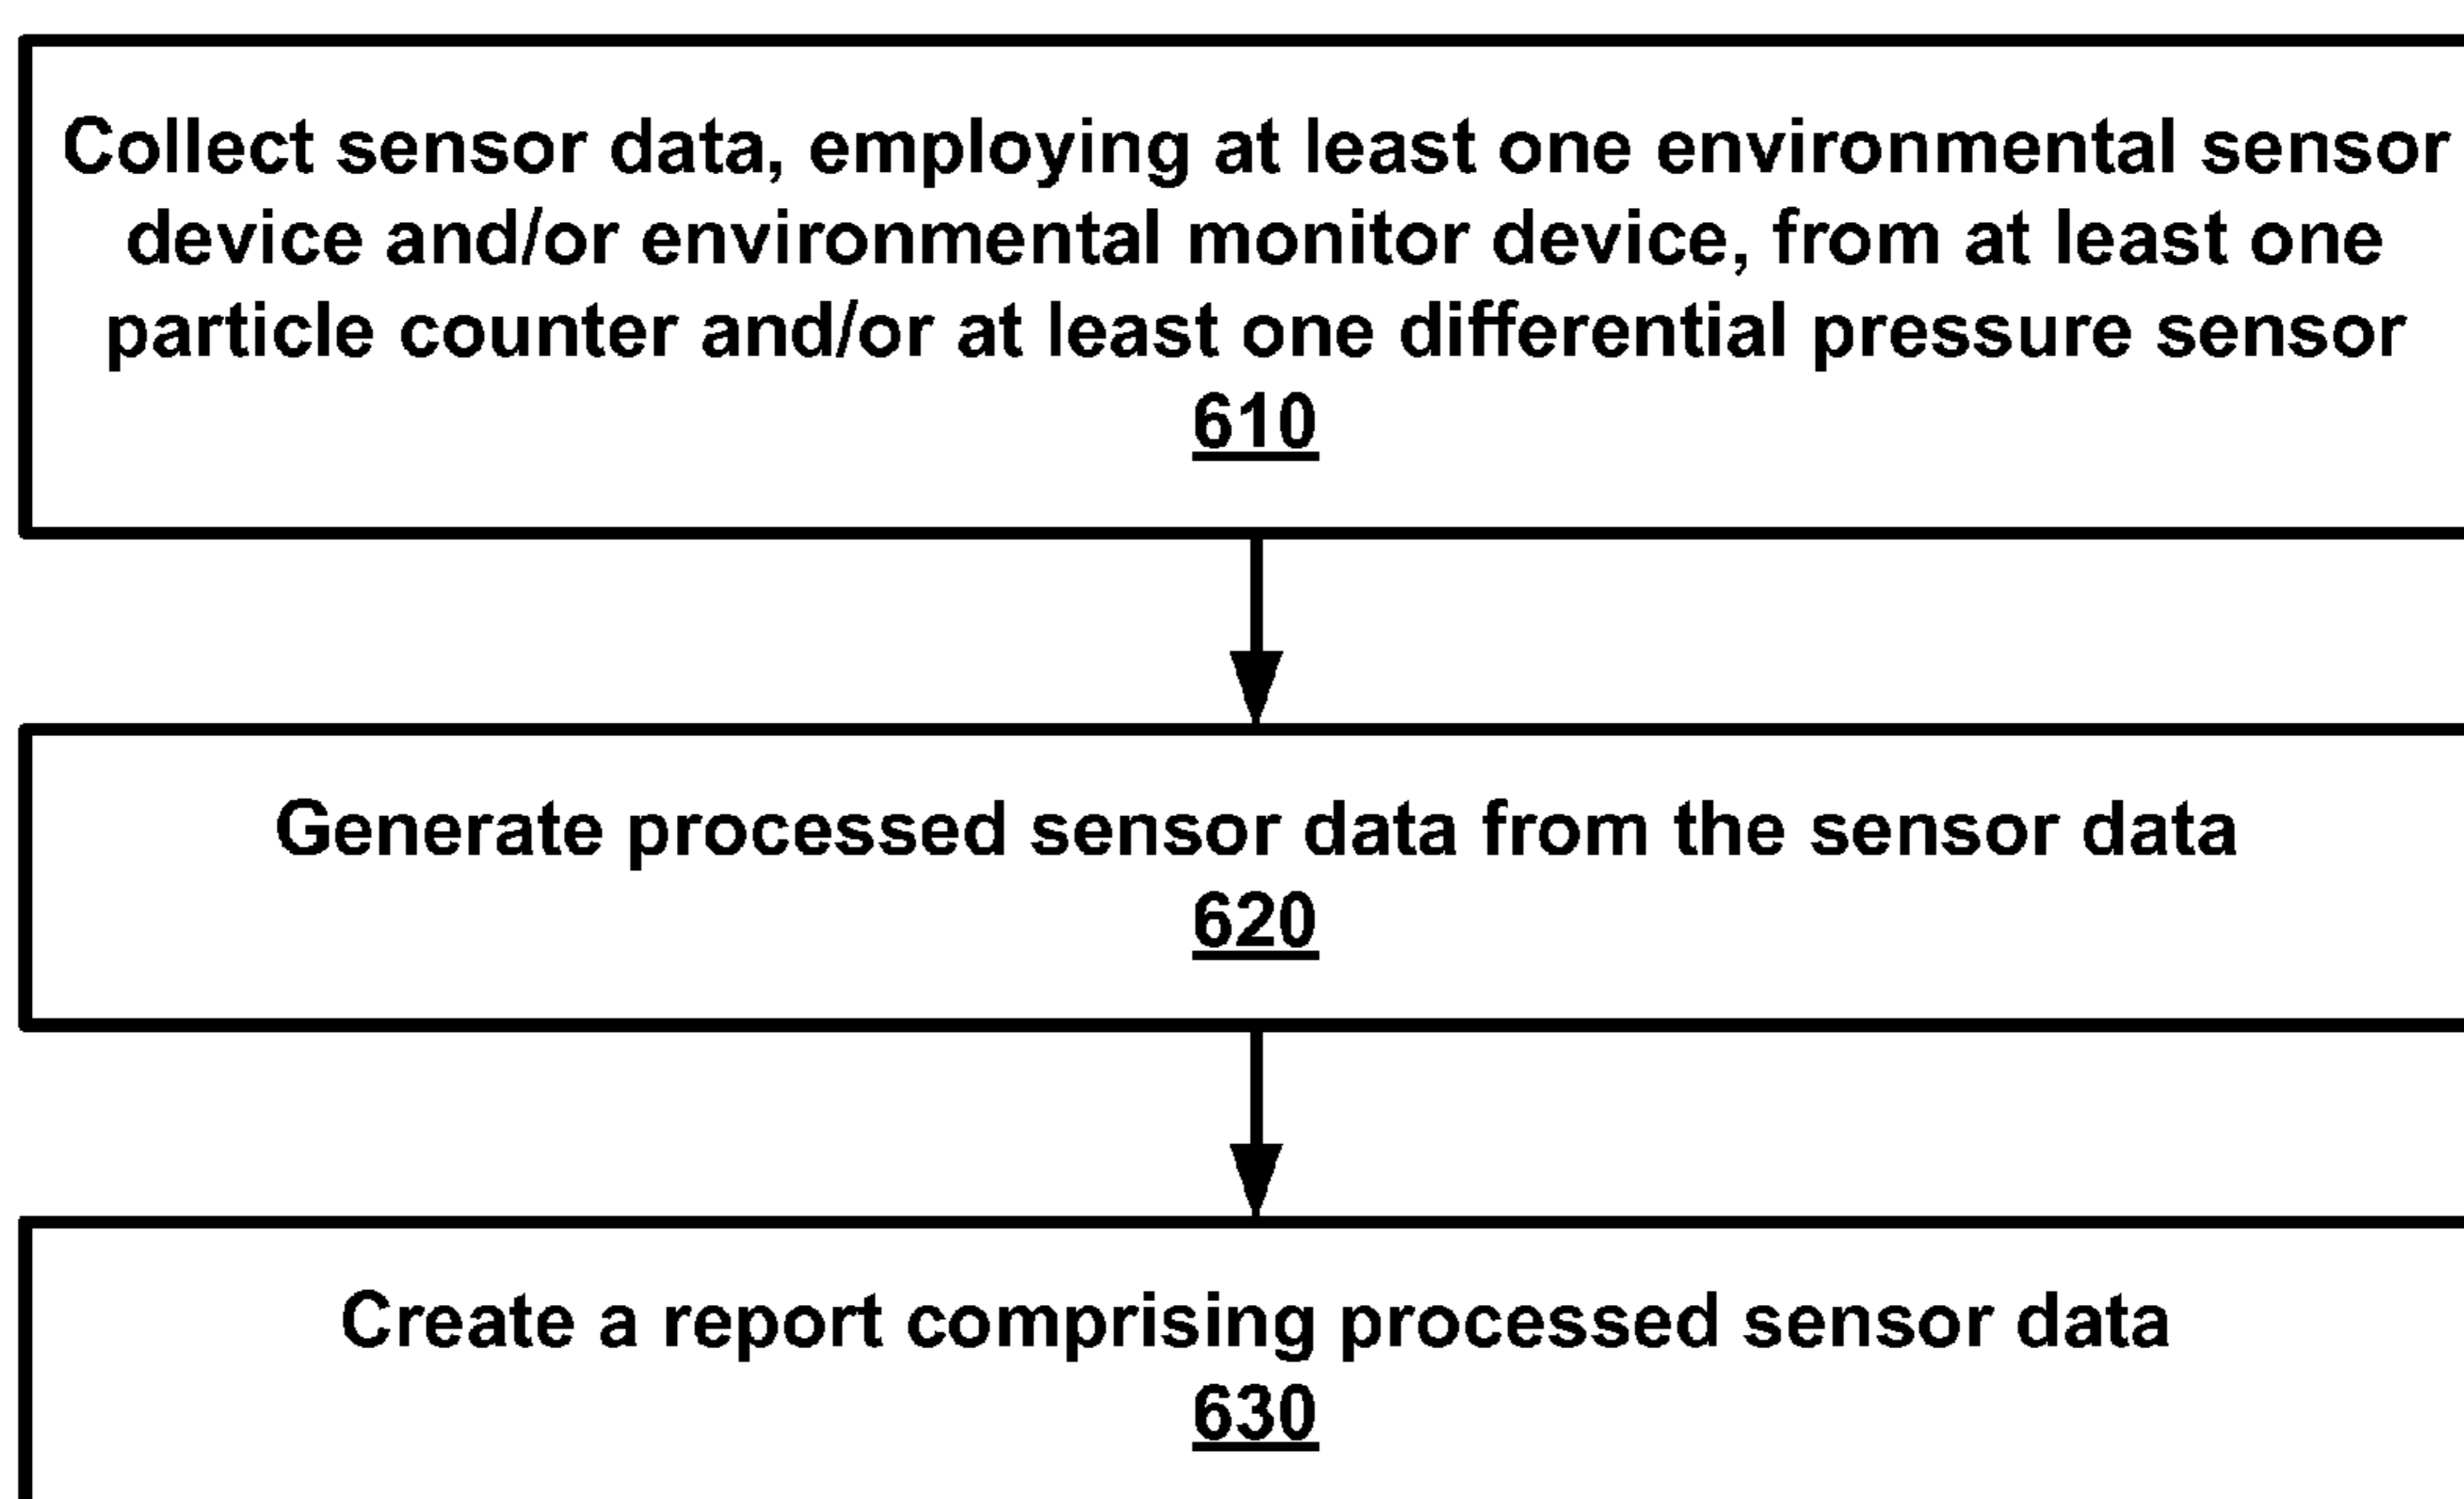 Collect sensor data, employing at least one environmental sensor
device and/or environmental monitor device, from at least one
particle counter and/or at least one differential pressure sensor
610
Generate processed sensor data from the sensor data
620
Create a report comprising processed sensor data
630